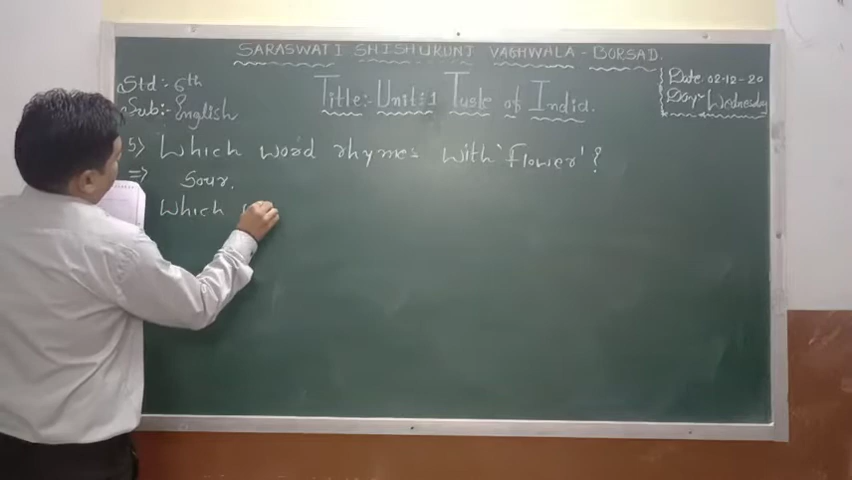 SARASWATI SHISHUKUNJ VAGHWALA - BORSAD.
Std:- 6th
Sub:- English
Title:- Unit:1 Tusk of India.
Date: 02-12-20
Day:- Wednesday
5) Which word rhymes with 'Flower' ?
=> Sour.
Which